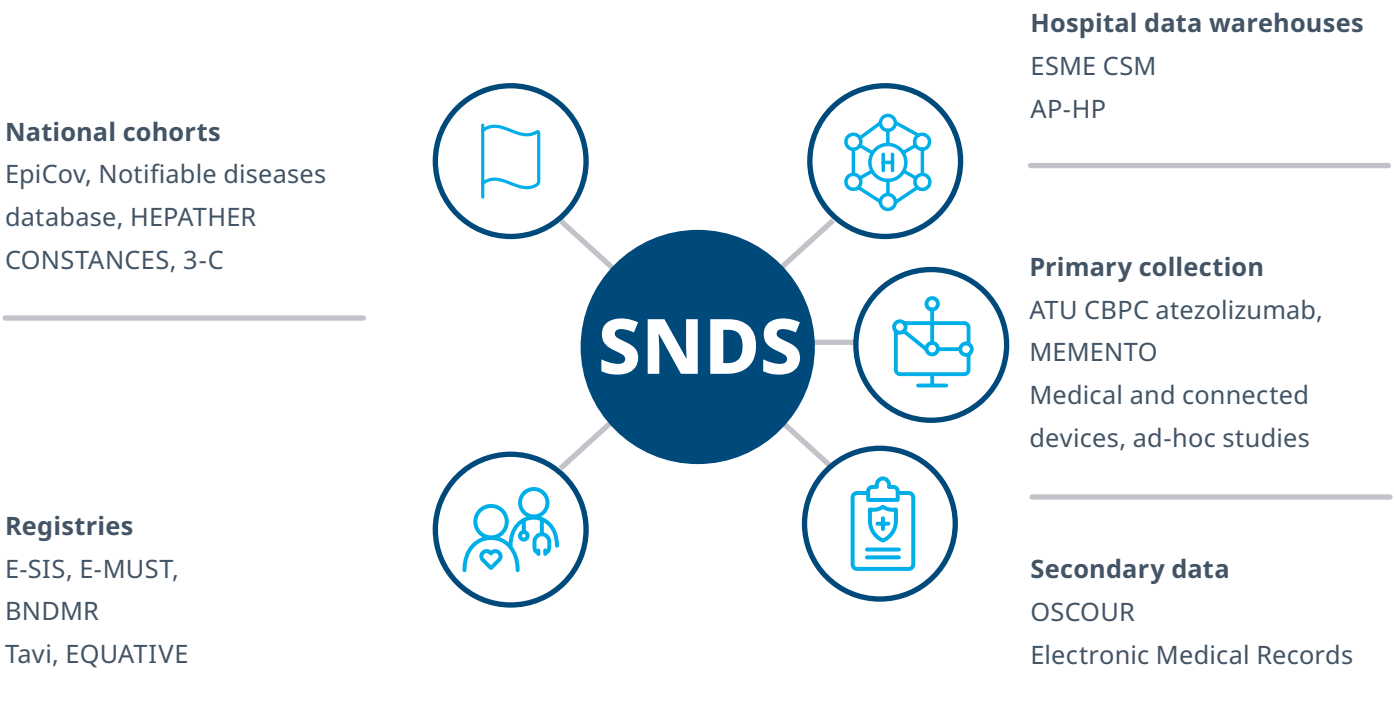 National cohorts
EpiCov, Notifiable diseases
database, HEPATHER
CONSTANCES, 3-C
Registries
E-SIS, E-MUST,
BNDMR
Tavi, EQUATIVE
SNDS
H
Hospital data warehouses
ESME CSM
AP-HP
Primary collection
ATU CBPC atezolizumab,
MEMENTO
Medical and connected
devices, ad-hoc studies
Secondary data
OSCOUR
Electronic Medical Records